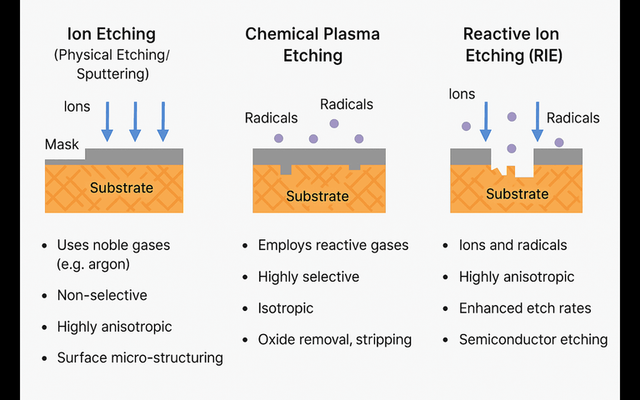 Ion Etching
(Physical Etching/
Sputtering)
Ions
Mask
Substrate
• Uses noble gases
(e.g. argon)
• Non-selective
• Highly anisotropic
• Surface micro-structuring
Chemical Plasma
Etching
Radicals
Radicals
Substrate
• Employs reactive gases
• Highly selective
• Isotropic
• Oxide removal, stripping
Reactive Ion
Etching (RIE)
Ions
Radicals
Substrate
• Ions and radicals
• Highly anisotropic
• Enhanced etch rates
• Semiconductor etching